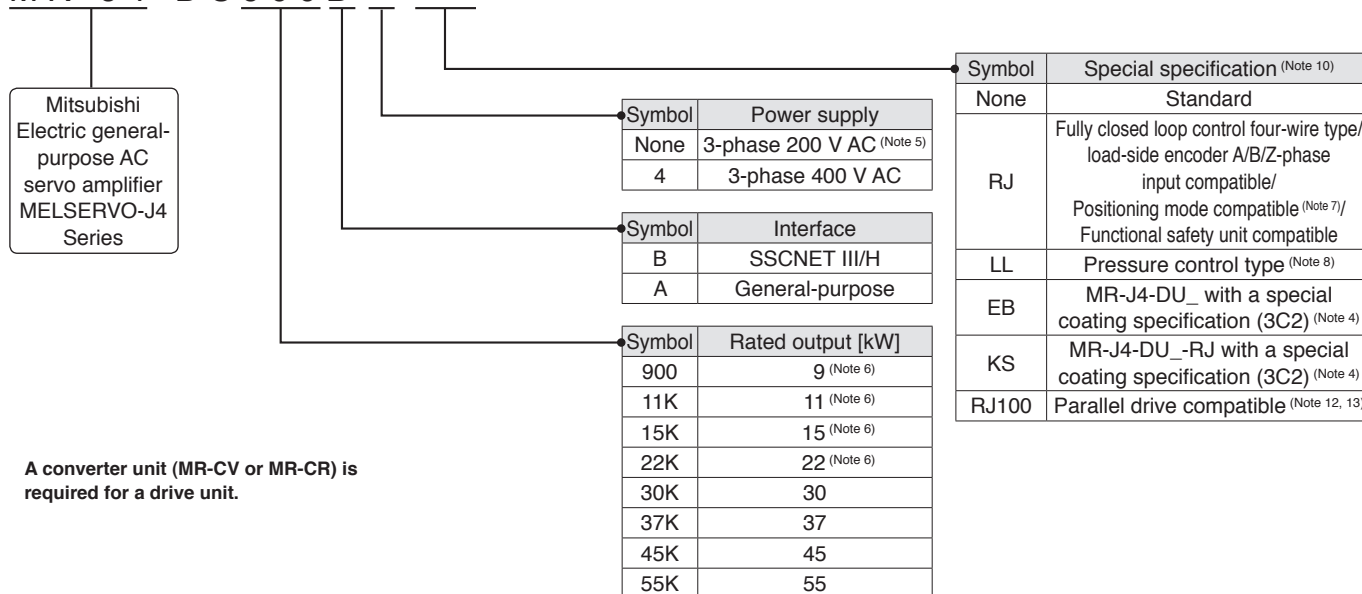 Mitsubishi
Electric general-
purpose AC
servo amplifier
MELSERVO-J4
Series
Symbol Power supply
None 3-phase 200 V AC (Note 5)
4 3-phase 400 V AC
Symbol Interface
B SSCNET III/H
A General-purpose
Symbol Rated output [kW]
900 9 (Note 6)
11K 11 (Note 6)
15K 15 (Note 6)
22K 22 (Note 6)
30K 30
37K 37
45K 45
55K 55
Symbol Special specification (Note 10)
None Standard
RJ Fully closed loop control four-wire type/
load-side encoder A/B/Z-phase
input compatible/
Positioning mode compatible (Note 7)/
Functional safety unit compatible
LL Pressure control type (Note 8)
EB MR-J4-DU_ with a special
coating specification (3C2) (Note 4)
KS MR-J4-DU_-RJ with a special
coating specification (3C2) (Note 4)
RJ100 Parallel drive compatible (Note 12, 13)
A converter unit (MR-CV or MR-CR) is
required for a drive unit.